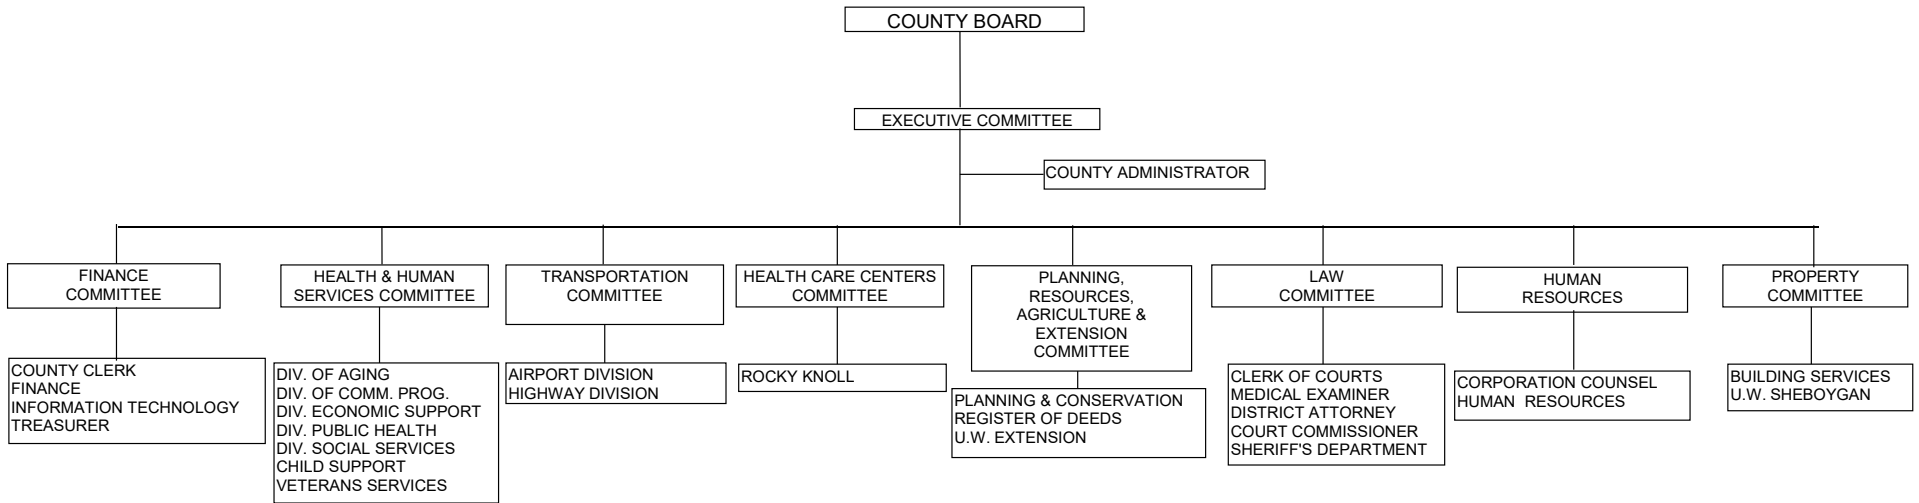 COUNTY BOARD
EXECUTIVE COMMITTEE
COUNTY ADMINISTRATOR
FINANCE
COMMITTEE
HEALTH & HUMAN
SERVICES COMMITTEE
TRANSPORTATION
COMMITTEE
HEALTH CARE CENTERS
COMMITTEE
PLANNING,
RESOURCES,
AGRICULTURE &
EXTENSION
COMMITTEE
LAW
COMMITTEE
HUMAN
RESOURCES
PROPERTY
COMMITTEE
COUNTY CLERK
FINANCE
INFORMATION TECHNOLOGY
TREASURER
DIV. OF AGING
DIV. OF COMM. PROG.
DIV. ECONOMIC SUPPORT
DIV. PUBLIC HEALTH
DIV. SOCIAL SERVICES
CHILD SUPPORT
VETERANS SERVICES
AIRPORT DIVISION
HIGHWAY DIVISION
ROCKY KNOLL
PLANNING & CONSERVATION
REGISTER OF DEEDS
U.W. EXTENSION
CLERK OF COURTS
MEDICAL EXAMINER
DISTRICT ATTORNEY
COURT COMMISSIONER
SHERIFF'S DEPARTMENT
CORPORATION COUNSEL
HUMAN RESOURCES
BUILDING SERVICES
U.W. SHEBOYGAN